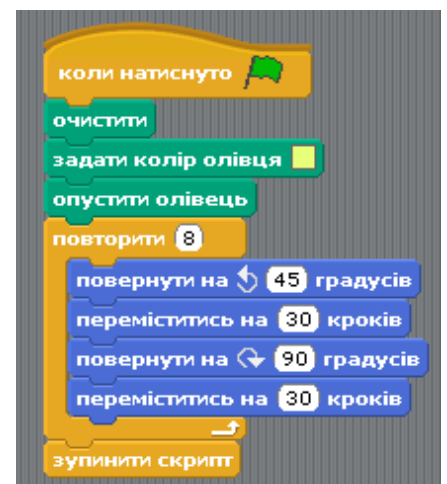 коли натиснуто
очистити
задати колір олівця
опустити олівець
повторити 8
повернути на 45 градусів
переміститись на 30 кроків
повернути на 90 градусів
переміститись на 30 кроків
зупинити скрипт